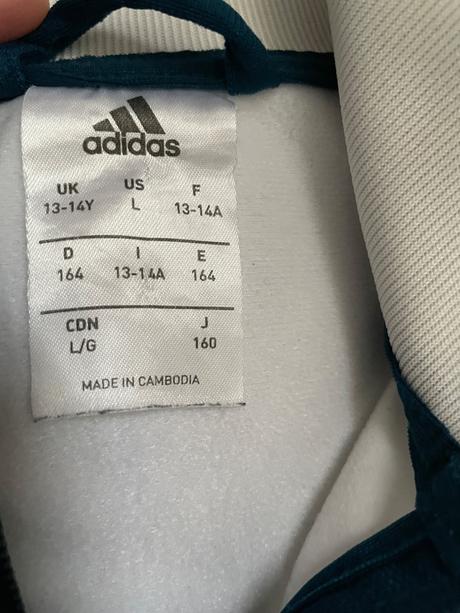 adidas
UK US F
13-14Y L 13-14A
D I E
164 13-14A 164
CDN J
L/G 160
MADE IN CAMBODIA